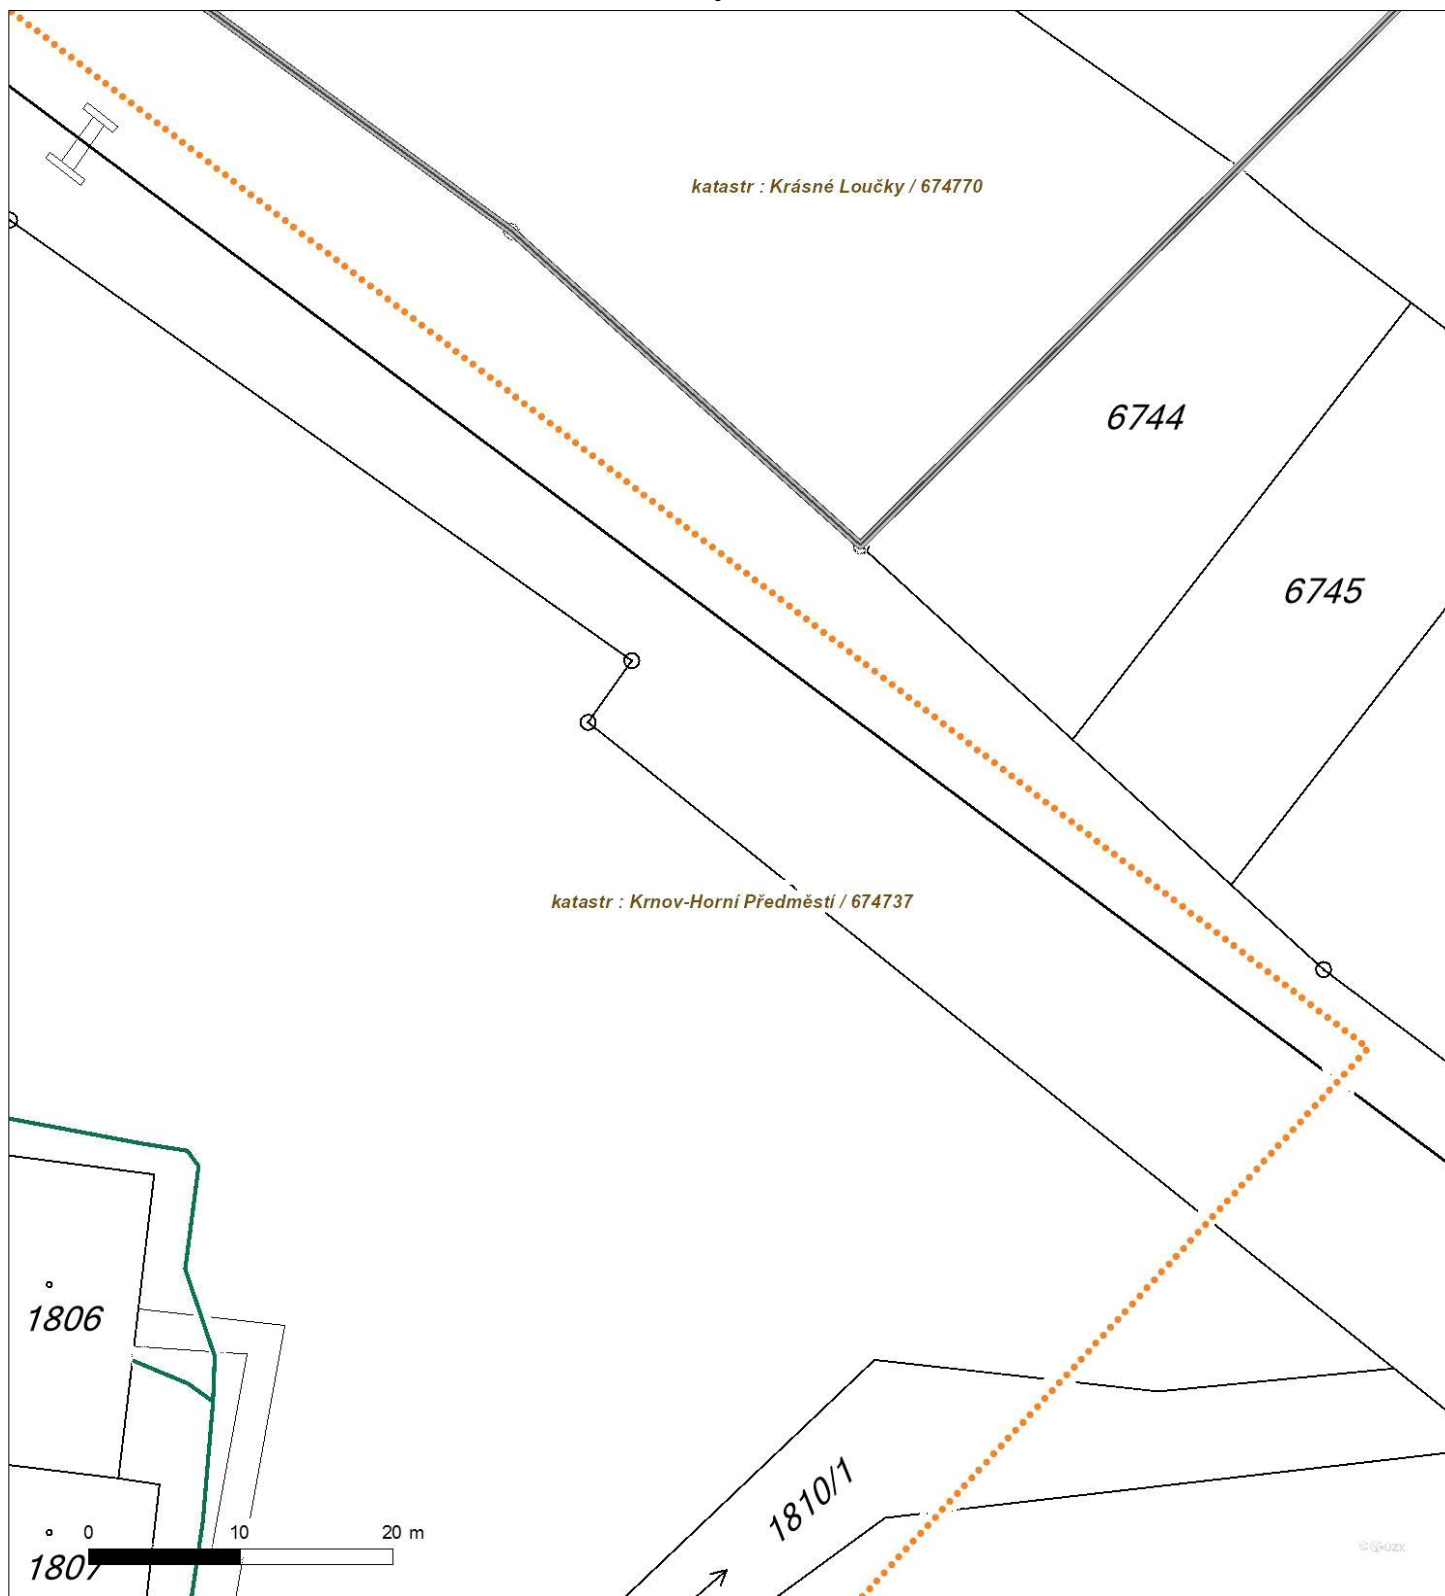 katastr : Krásné Loučky / 674770
6744
6745
katastr : Krnov-Horní Předměstí / 674737
1806
1810/1
0 10 20 m
1807